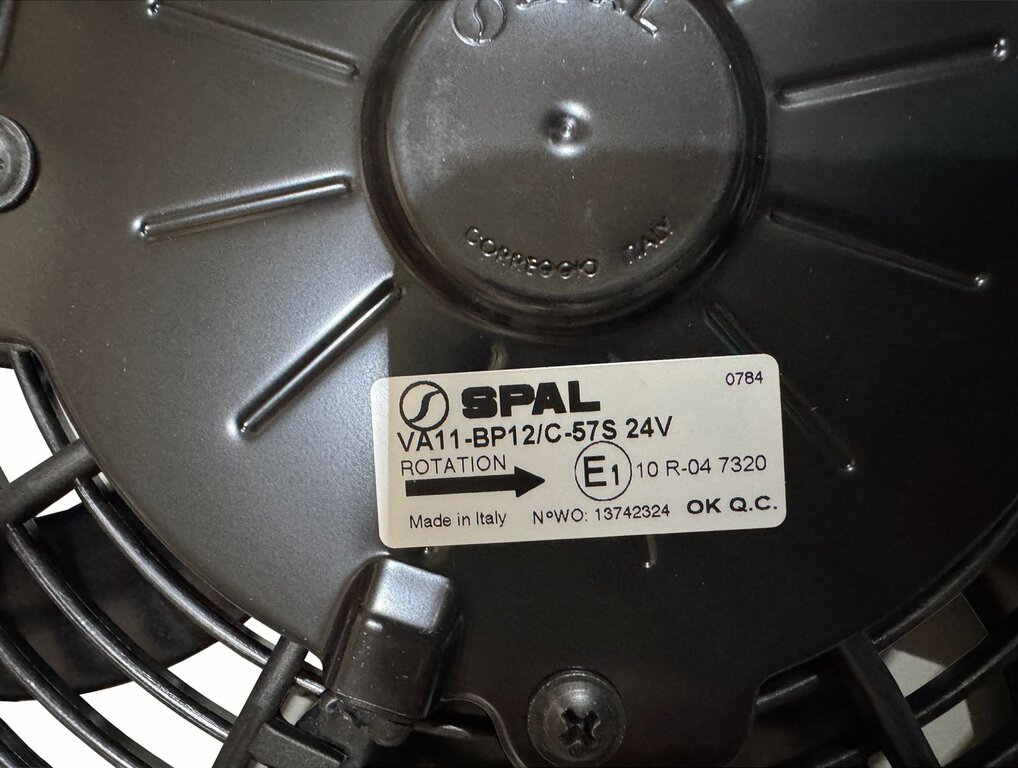 SPAL
CORREGGIO ITALY
SPAL 0784
VA11-BP12/C-57S 24V
ROTATION E1 10 R-04 7320
Made in Italy N°WO: 13742324 OK Q.C.